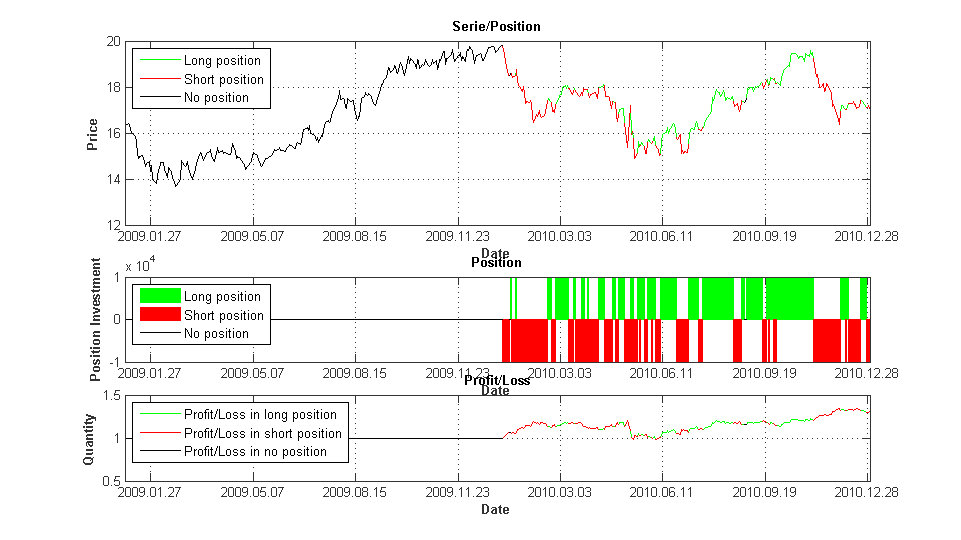 Serie/Position
20
18
16
14
12
Price
Long position
Short position
No position
2009.01.27 2009.05.07 2009.08.15 2009.11.23 2010.03.03 2010.06.11 2010.09.19 2010.12.28
Date
Position
x 10^4
1
0
-1
Position Investment
Long position
Short position
No position
2009.01.27 2009.05.07 2009.08.15 2009.11.23 2010.03.03 2010.06.11 2010.09.19 2010.12.28
Date
Profit/Loss
1.5
1
0.5
Quantity
Profit/Loss in long position
Profit/Loss in short position
Profit/Loss in no position
2009.01.27 2009.05.07 2009.08.15 2009.11.23 2010.03.03 2010.06.11 2010.09.19 2010.12.28
Date